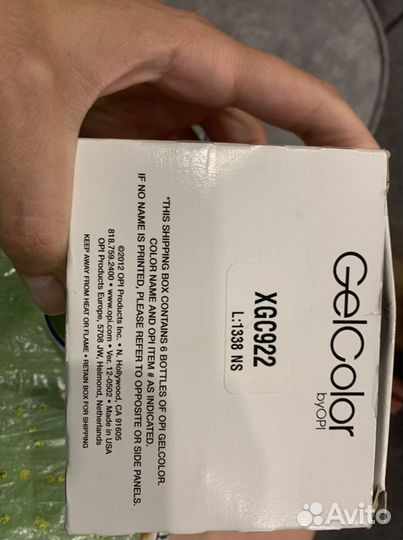 GelColor
byOPI
XGC922
L:1338 NS
*THIS SHIPPING BOX CONTAINS 6 BOTTLES OF OPI GELCOLOR.
COLOR NAME AND OPI ITEM # AS INDICATED.
IF NO NAME IS PRINTED, PLEASE REFER TO OPPOSITE OR SIDE PANELS.
©2012 OPI Products Inc. • N. Hollywood, CA 91605
818.759.2400 • www.opi.com • Ver. 12-0002 • Made in USA
OPI Products Europe, 5708 JW, Helmond, Netherlands
KEEP AWAY FROM HEAT OR FLAME • RETAIN BOX FOR SHIPPING
Avito